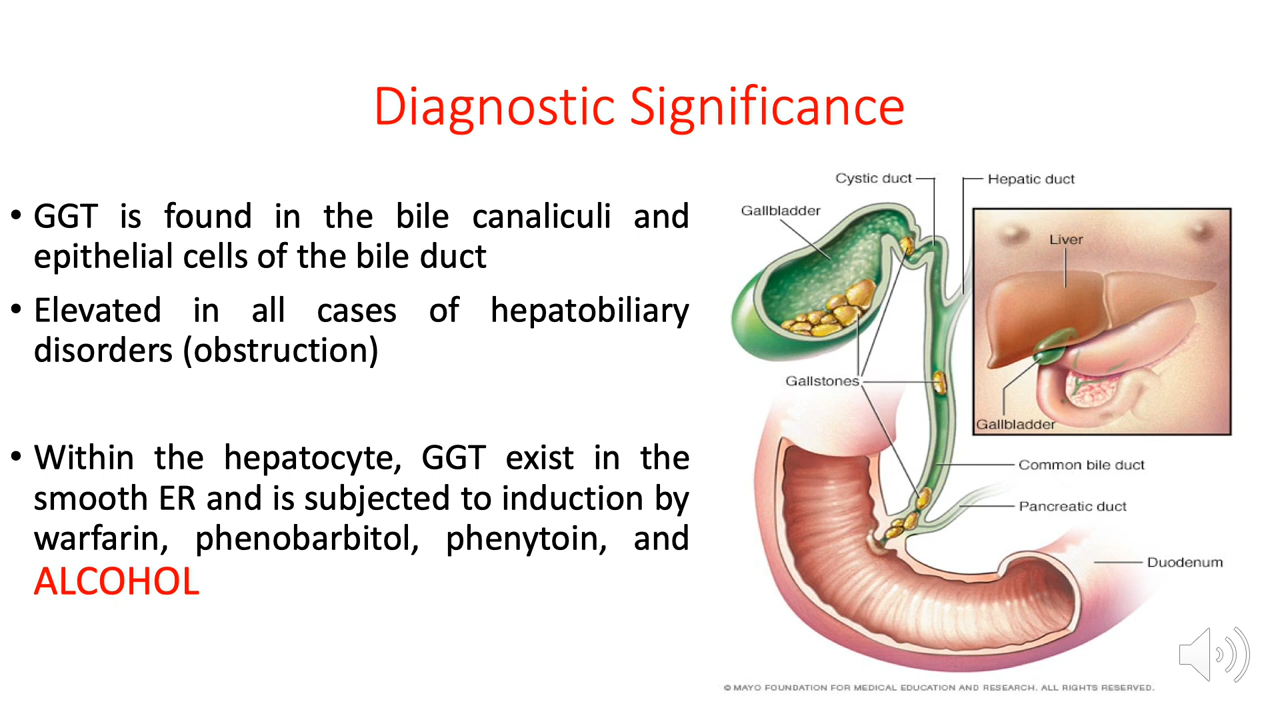 Diagnostic Significance
• GGT is found in the bile canaliculi and
epithelial cells of the bile duct
• Elevated in all cases of hepatobiliary
disorders (obstruction)
• Within the hepatocyte, GGT exist in the
smooth ER and is subjected to induction by
warfarin, phenobarbitol, phenytoin, and
ALCOHOL
Cystic duct
Hepatic duct
Gallbladder
Liver
Gallstones
Gallbladder
Common bile duct
Pancreatic duct
Duodenum
© MAYO FOUNDATION FOR MEDICAL EDUCATION AND RESEARCH. ALL RIGHTS RESERVED.